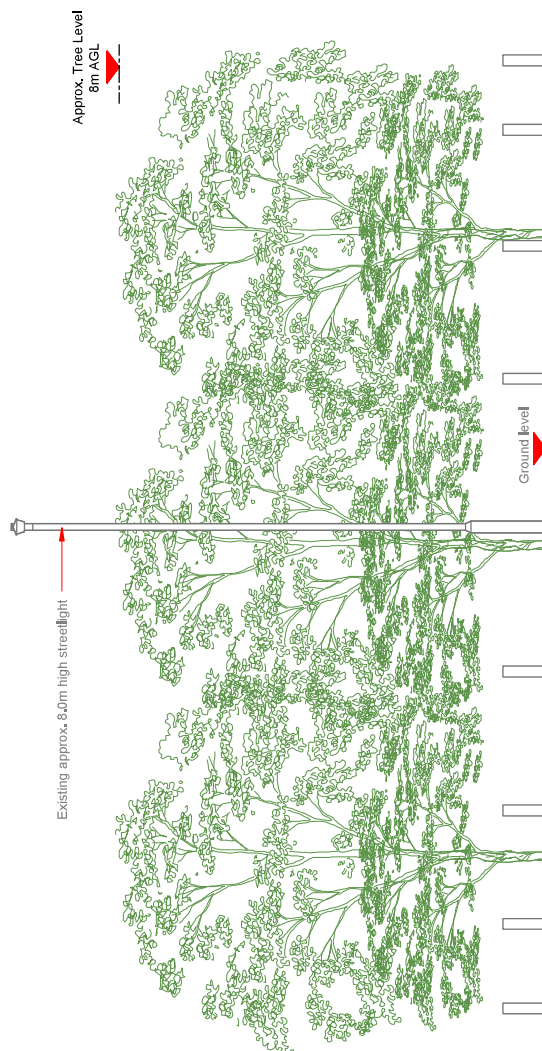 Approx. Tree Level
8m AGL
Ground level
Existing approx. 8.0m high streetlight